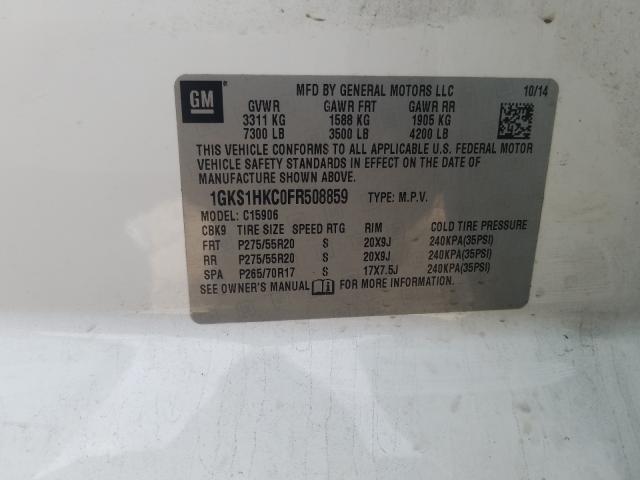 GM
MFD BY GENERAL MOTORS LLC 10/14
GVWR GAWR FRT GAWR RR
3311 KG 1588 KG 1905 KG
7300 LB 3500 LB 4200 LB
THIS VEHICLE CONFORMS TO ALL APPLICABLE U.S. FEDERAL MOTOR
VEHICLE SAFETY STANDARDS IN EFFECT ON THE DATE OF
MANUFACTURE SHOWN ABOVE.
1GKS1HKC0FR508859 TYPE: M.P.V.
MODEL: C15906
CBK9 TIRE SIZE SPEED RTG RIM COLD TIRE PRESSURE
FRT P275/55R20 S 20X9J 240KPA(35PSI)
RR P275/55R20 S 20X9J 240KPA(35PSI)
SPA P265/70R17 S 17X7.5J 240KPA(35PSI)
SEE OWNER'S MANUAL FOR MORE INFORMATION.